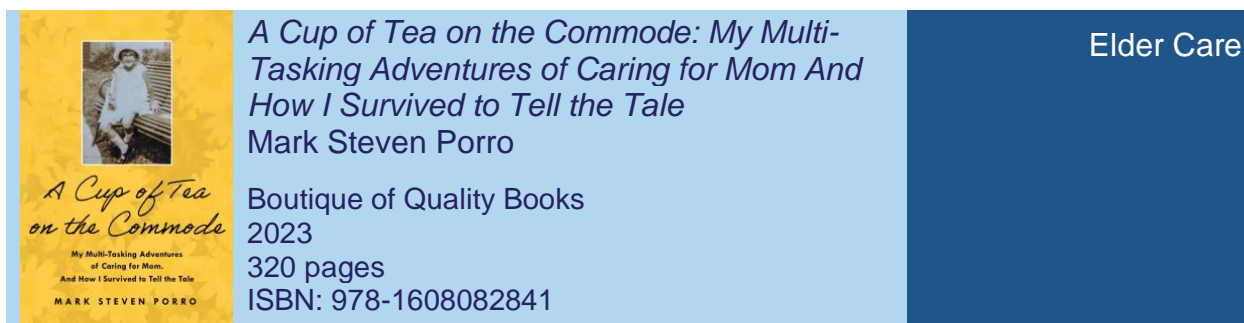 A Cup of Tea
on the Commode
My Multi-Tasking Adventures
of Caring for Mom.
And How I Survived to Tell the Tale
MARK STEVEN PORRO
A Cup of Tea on the Commode: My Multi-
Tasking Adventures of Caring for Mom And
How I Survived to Tell the Tale
Mark Steven Porro
Boutique of Quality Books
2023
320 pages
ISBN: 978-1608082841
Elder Care